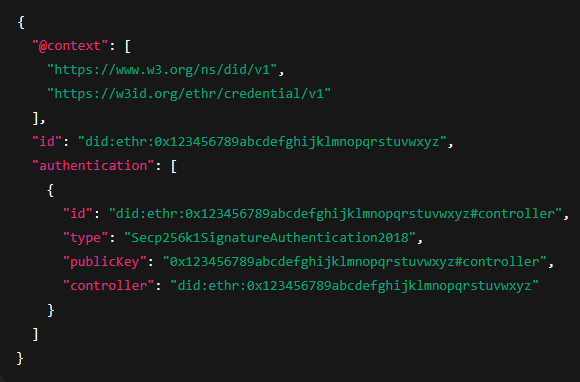 {
"@context": [
"https://www.w3.org/ns/did/v1",
"https://w3id.org/ethr/credential/v1"
],
"id": "did:ethr:0x123456789abcdefghijklmnopqrstuvwxyz",
"authentication": [
{
"id": "did:ethr:0x123456789abcdefghijklmnopqrstuvwxyz#controller",
"type": "Secp256k1SignatureAuthentication2018",
"publicKey": "0x123456789abcdefghijklmnopqrstuvwxyz#controller",
"controller": "did:ethr:0x123456789abcdefghijklmnopqrstuvwxyz"
}
]
}